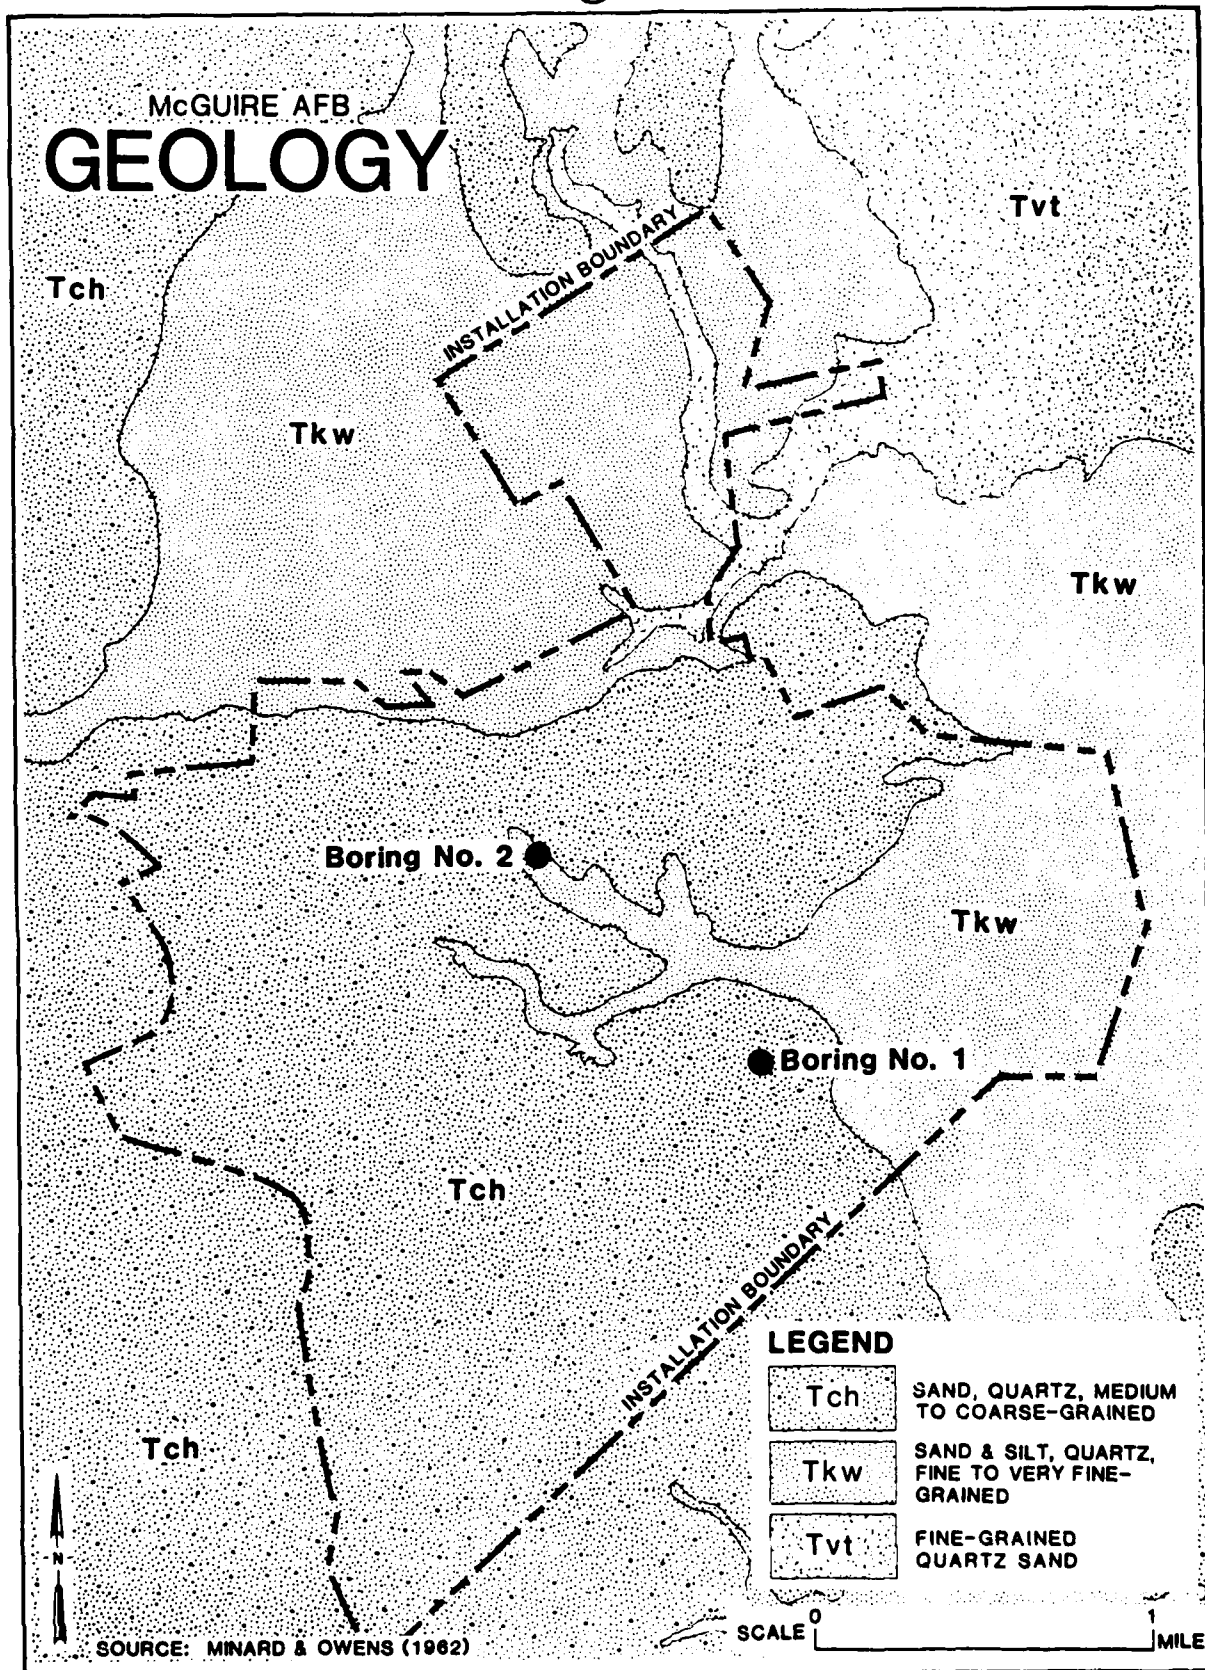 McGUIRE AFB
GEOLOGY
Tvt
INSTALLATION BOUNDARY
Tch
Tkw
Tkw
Boring No. 2
Tkw
Boring No. 1
Tch
INSTALLATION BOUNDARY
LEGEND
Tch
SAND, QUARTZ, MEDIUM
TO COARSE-GRAINED
Tch
Tkw
SAND & SILT, QUARTZ,
FINE TO VERY FINE-
GRAINED
Tvt
FINE-GRAINED
QUARTZ SAND
N
SOURCE: MINARD & OWENS (1962)
SCALE
0
1
MILE